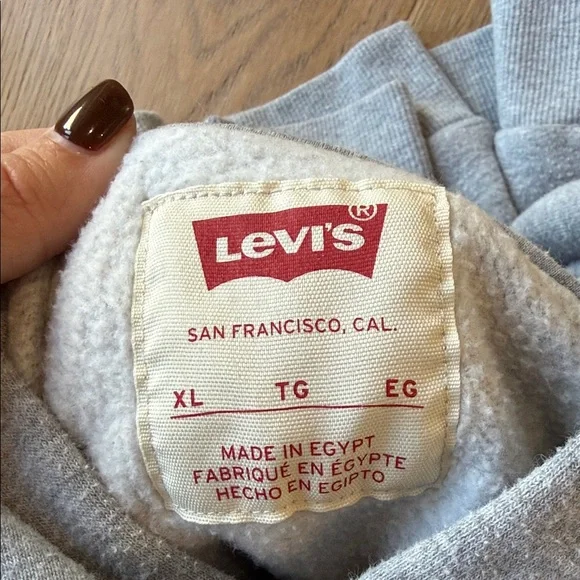 Levi's®
SAN FRANCISCO, CAL.
XL TG EG
MADE IN EGYPT
FABRIQUÉ EN ÉGYPTE
HECHO EN EGIPTO